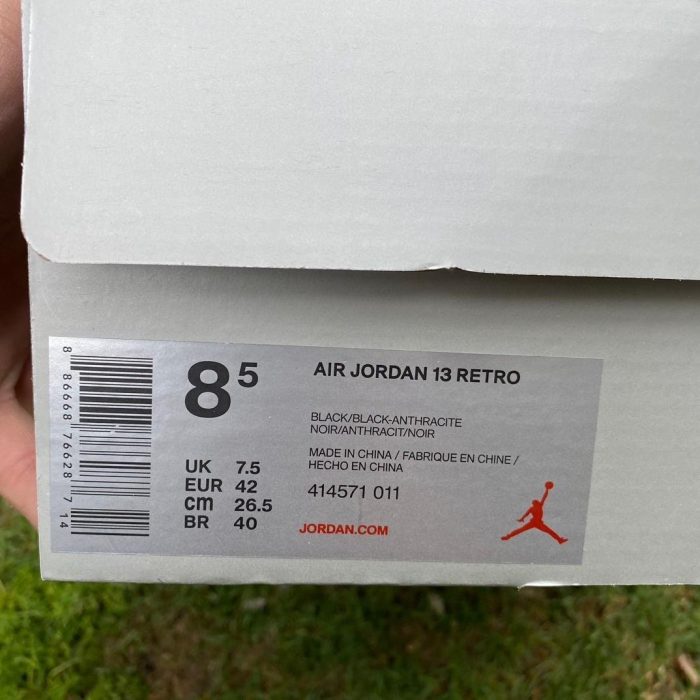 8 86668 76628 7 14
8 5
AIR JORDAN 13 RETRO
BLACK/BLACK-ANTHRACITE
NOIR/ANTHRACIT/NOIR
MADE IN CHINA / FABRIQUE EN CHINE /
HECHO EN CHINA
414571 011
UK 7.5
EUR 42
cm 26.5
BR 40
JORDAN.COM